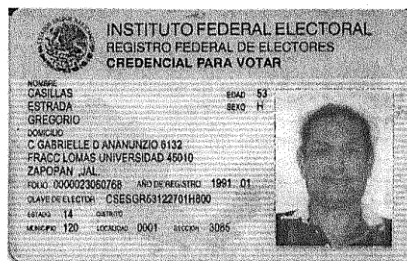 INSTITUTO FEDERAL ELECTORAL
REGISTRO FEDERAL DE ELECTORES
CREDENCIAL PARA VOTAR
NOMBRE
CASILLAS
ESTRADA
GREGORIO
EDAD 53
SEXO H
DOMICILIO
C GABRIELLE D ANANUNZIO 6132
FRACC LOMAS UNIVERSIDAD 45010
ZAPOPAN ,JAL.
FOLIO 0000023060768 AÑO DE REGISTRO 1991 01
CLAVE DE ELECTOR CSESGR53122701H800
ESTADO 14 DISTRITO
MUNICIPIO 120 LOCALIDAD 0001 SECCION 3085